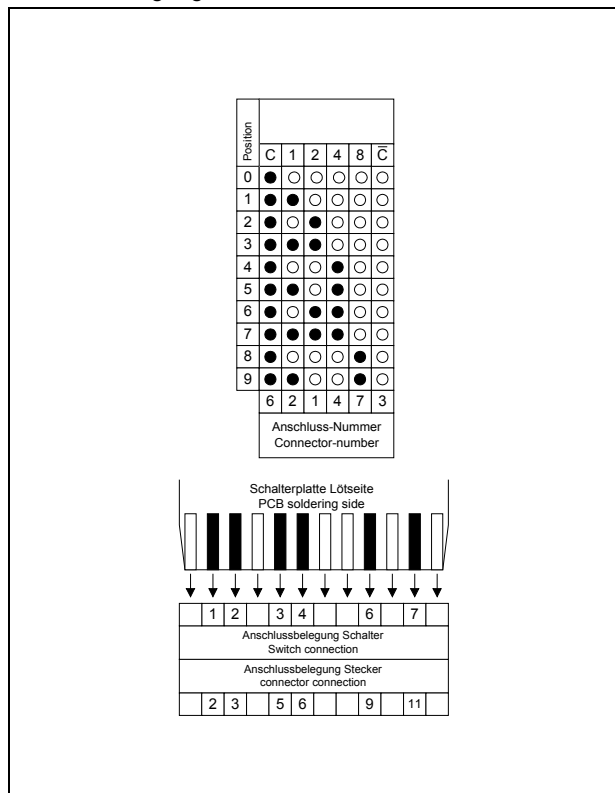 Position
C 1 2 4 8 C̅
0
1
2
3
4
5
6
7
8
9
6 2 1 4 7 3
Anschluss-Nummer
Connector-number
Schalterplatte Lötseite
PCB soldering side
1 2 3 4 6 7
Anschlussbelegung Schalter
Switch connection
Anschlussbelegung Stecker
connector connection
2 3 5 6 9 11